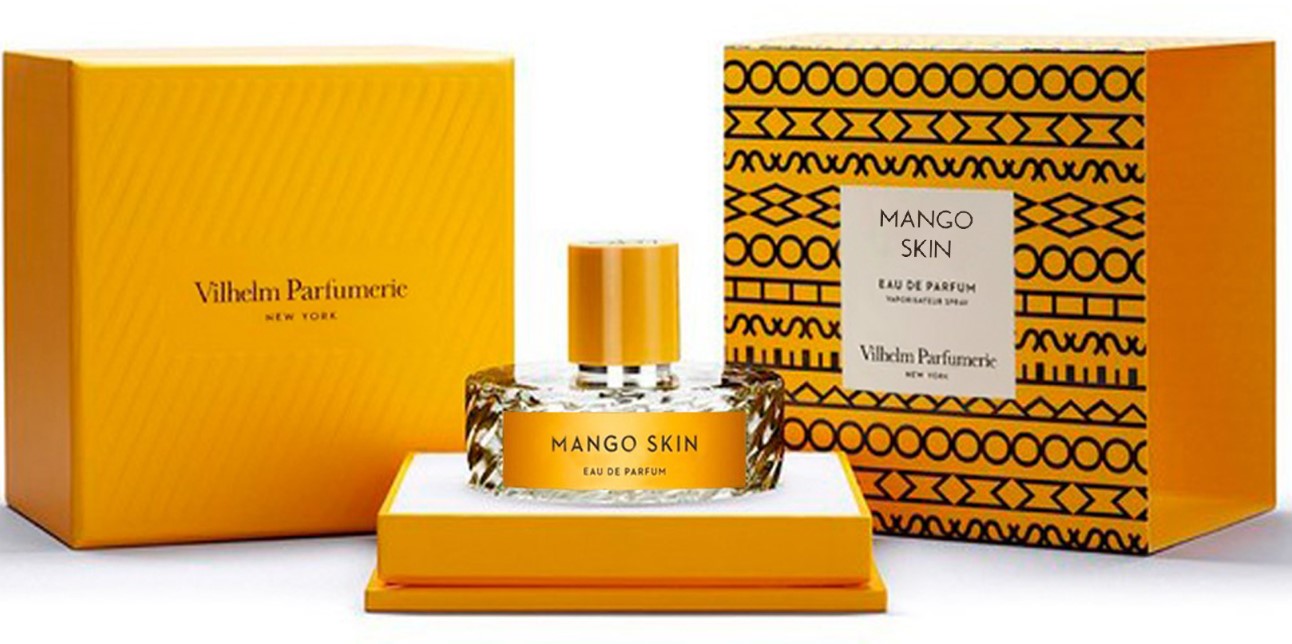 Vilhelm Parfumerie
NEW YORK
MANGO SKIN
EAU DE PARFUM
MANGO
SKIN
EAU DE PARFUM
VAPORISATEUR SPRAY
Vilhelm Parfumerie
NEW YORK